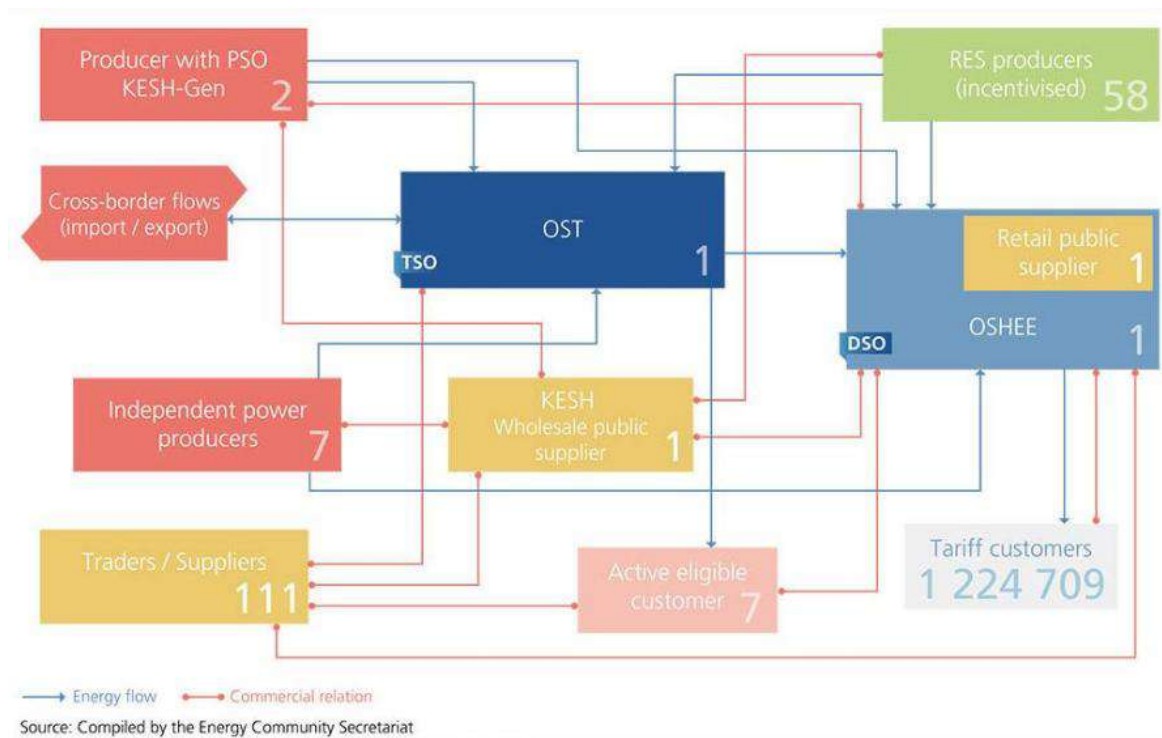 Producer with PSO
KESH-Gen
2
RES producers
(incentivised)
58
Cross-border flows
(import / export)
OST
TSO
1
Retail public
supplier
1
OSHEE
DSO
1
Independent power
producers
7
KESH
Wholesale public
supplier
1
Traders / Suppliers
111
Active eligible
customer
7
Tariff customers
1 224 709
Energy flow
Commercial relation
Source: Compiled by the Energy Community Secretariat